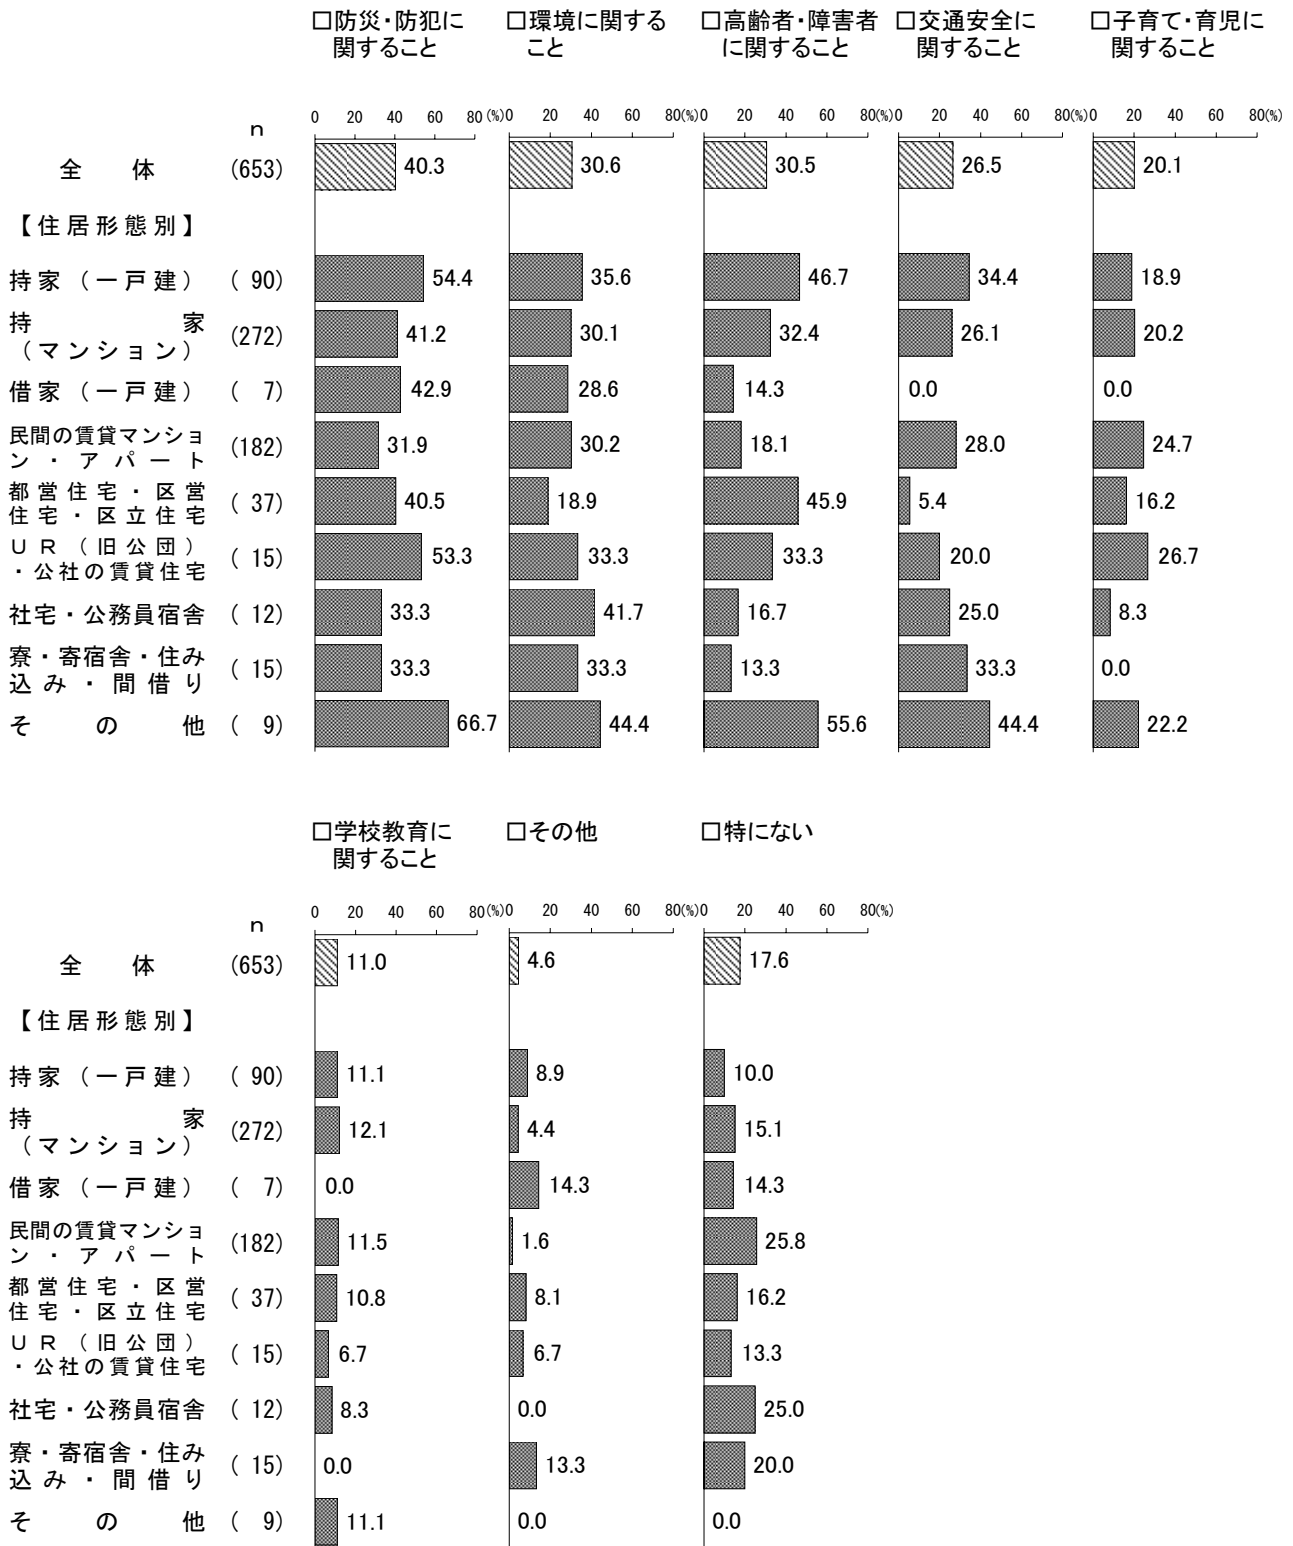 □防災・防犯に □環境に関する □高齢者・障害者 □交通安全に □子育て・育児に
関すること こと に関すること 関すること 関すること
0 20 40 60 80 (%) 0 20 40 60 80(%) 0 20 40 60 80(%) 0 20 40 60 80(%) 0 20 40 60 80(%)
n
全体 (653) 40.3 30.6 30.5 26.5 20.1
【住居形態別】
持家（一戸建） ( 90) 54.4 35.6 46.7 34.4 18.9
持家
（マンション） (272) 41.2 30.1 32.4 26.1 20.2
借家（一戸建） ( 7) 42.9 28.6 14.3 0.0 0.0
民間の賃貸マンショ
ン・アパート (182) 31.9 30.2 18.1 28.0 24.7
都営住宅・区営
住宅・区立住宅 ( 37) 40.5 18.9 45.9 5.4 16.2
ＵＲ（旧公団）
・公社の賃貸住宅 ( 15) 53.3 33.3 33.3 20.0 26.7
社宅・公務員宿舎 ( 12) 33.3 41.7 16.7 25.0 8.3
寮・寄宿舎・住み
込み・間借り ( 15) 33.3 33.3 13.3 33.3 0.0
その他 ( 9) 66.7 44.4 55.6 44.4 22.2
□学校教育に □その他 □特にない
関すること
0 20 40 60 80(%) 0 20 40 60 80(%) 0 20 40 60 80(%)
n
全体 (653) 11.0 4.6 17.6
【住居形態別】
持家（一戸建） ( 90) 11.1 8.9 10.0
持家
（マンション） (272) 12.1 4.4 15.1
借家（一戸建） ( 7) 0.0 14.3 14.3
民間の賃貸マンショ
ン・アパート (182) 11.5 1.6 25.8
都営住宅・区営
住宅・区立住宅 ( 37) 10.8 8.1 16.2
ＵＲ（旧公団）
・公社の賃貸住宅 ( 15) 6.7 6.7 13.3
社宅・公務員宿舎 ( 12) 8.3 0.0 25.0
寮・寄宿舎・住み
込み・間借り ( 15) 0.0 13.3 20.0
その他 ( 9) 11.1 0.0 0.0